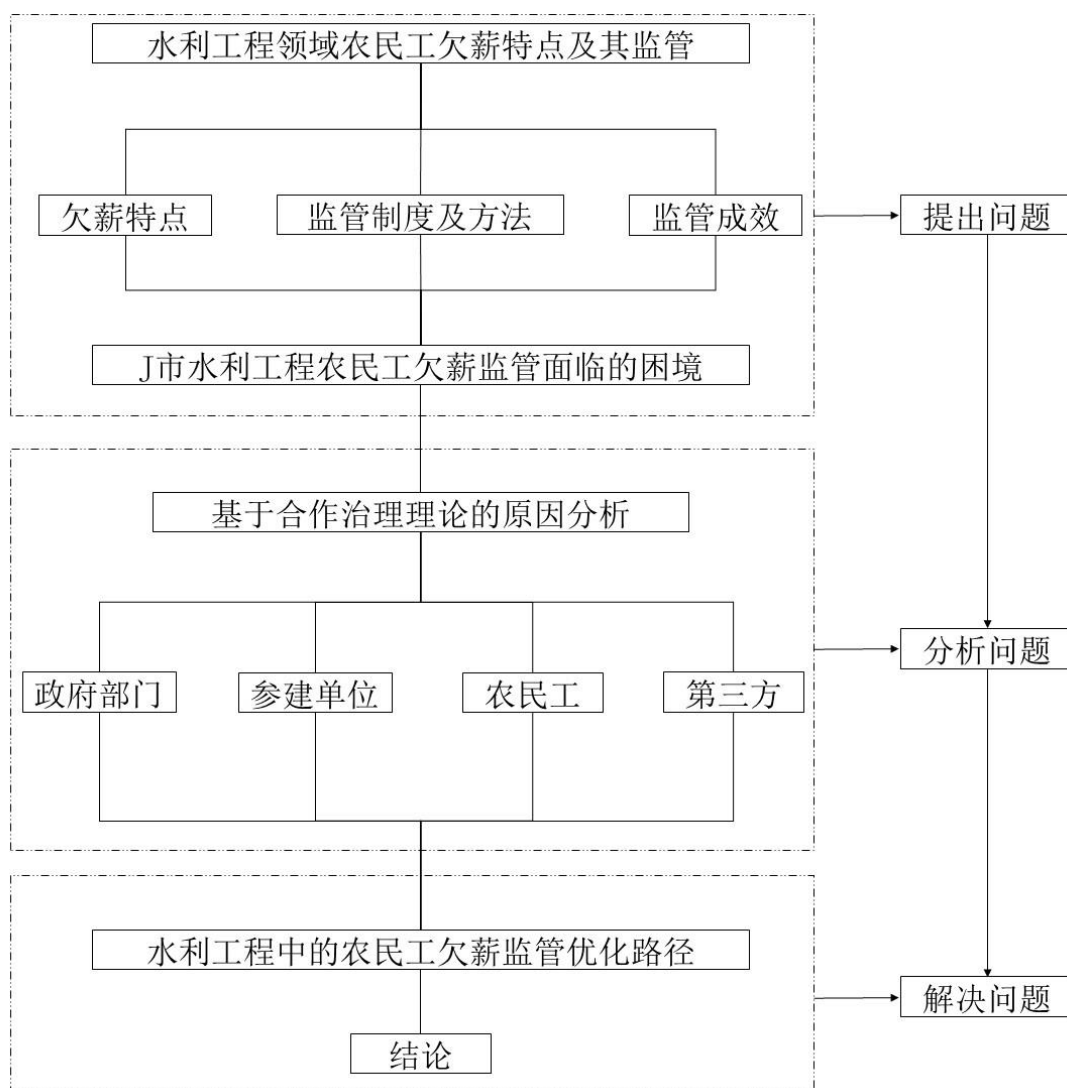 水利工程领域农民工欠薪特点及其监管
欠薪特点
监管制度及方法
监管成效
提出问题
J市水利工程农民工欠薪监管面临的困境
基于合作治理理论的原因分析
政府部门
参建单位
农民工
第三方
分析问题
水利工程中的农民工欠薪监管优化路径
解决问题
结论